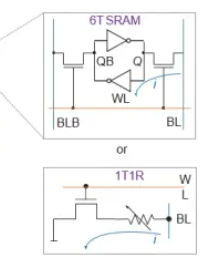 6T SRAM
QB Q
WL I
BLB BL
or
1T1R
W
L
BL
I